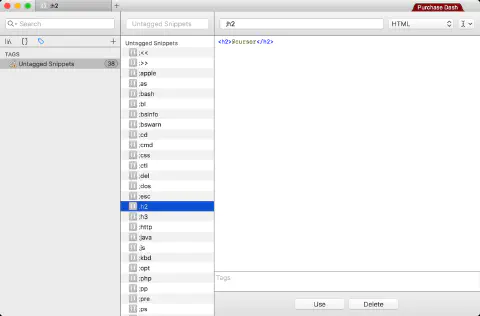 ;h2
Purchase Dash
Search
Untagged Snippets
;h2
HTML
TAGS
Untagged Snippets
38
Untagged Snippets
;<<
;>>
;apple
;as
;bash
;bl
;bsinfo
;bswarn
;cd
;cmd
;css
;ctl
;del
;dos
;esc
;h2
;h3
;http
;java
;js
;kbd
;opt
;php
;pp
;pre
;ps
<h2>@cursor</h2>
Tags
Use
Delete